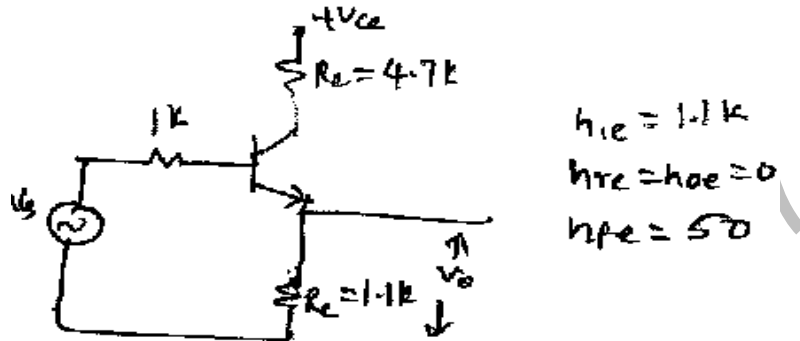 +Vcc
Rc = 4.7k
1k
hie = 1.1k
hre = hoe = 0
Vs
hfe = 50
Vo
Re = 1.1k